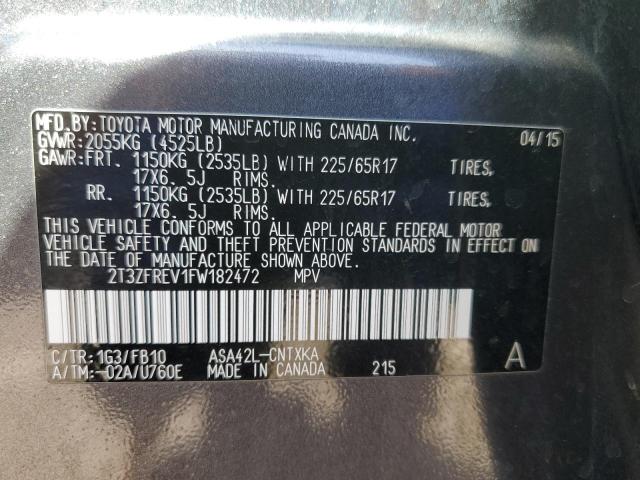 MFD.BY:TOYOTA MOTOR MANUFACTURING CANADA INC. 04/15
GVWR:2055KG (4525LB)
GAWR:FRT. 1150KG (2535LB) WITH 225/65R17 TIRES,
17X6.5J RIMS.
RR. 1150KG (2535LB) WITH 225/65R17 TIRES,
17X6.5J RIMS.
THIS VEHICLE CONFORMS TO ALL APPLICABLE FEDERAL MOTOR
VEHICLE SAFETY AND THEFT PREVENTION STANDARDS IN EFFECT ON
THE DATE OF MANUFACTURE SHOWN ABOVE.
2T3ZFREV1FW182472 MPV
C/TR:1G3/FB10 ASA42L-CNTXKA
A/TM:-02A/U760E MADE IN CANADA 215 A